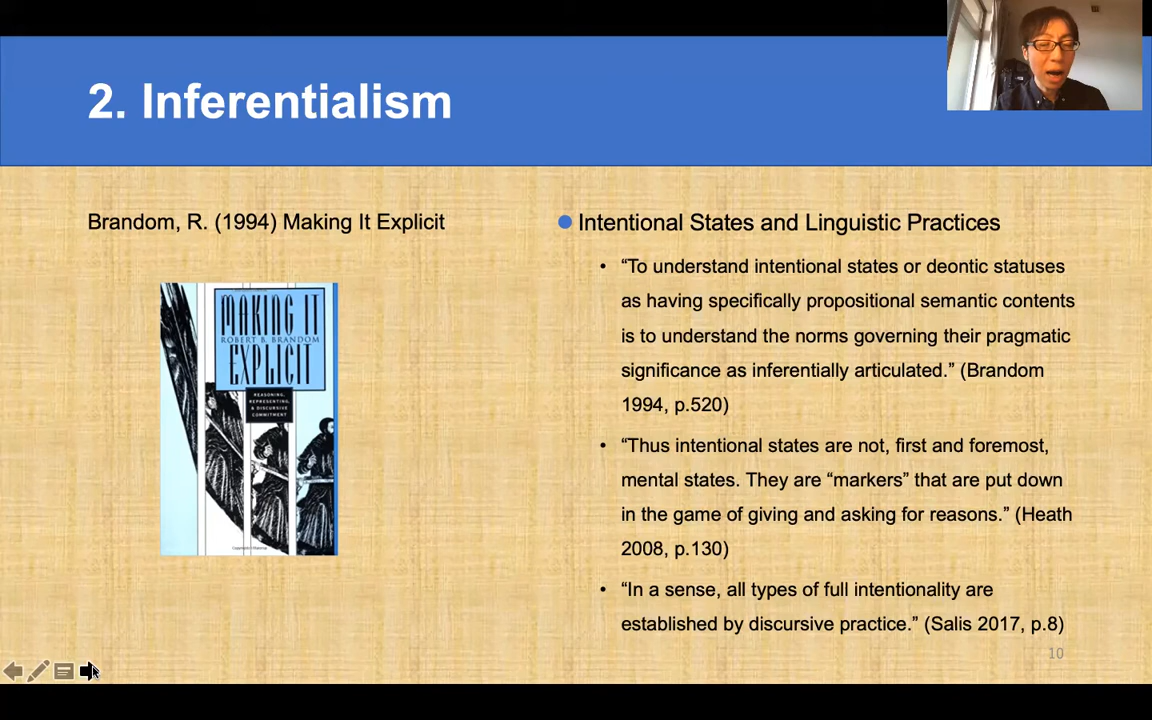 2. Inferentialism
Brandom, R. (1994) Making It Explicit
MAKING IT
ROBERT B. BRANDOM
EXPLICIT
REASONING,
REPRESENTING,
& DISCURSIVE
COMMITMENT
Intentional States and Linguistic Practices
• “To understand intentional states or deontic statuses
as having specifically propositional semantic contents
is to understand the norms governing their pragmatic
significance as inferentially articulated.” (Brandom
1994, p.520)
• “Thus intentional states are not, first and foremost,
mental states. They are “markers” that are put down
in the game of giving and asking for reasons.” (Heath
2008, p.130)
• “In a sense, all types of full intentionality are
established by discursive practice.” (Salis 2017, p.8)
10